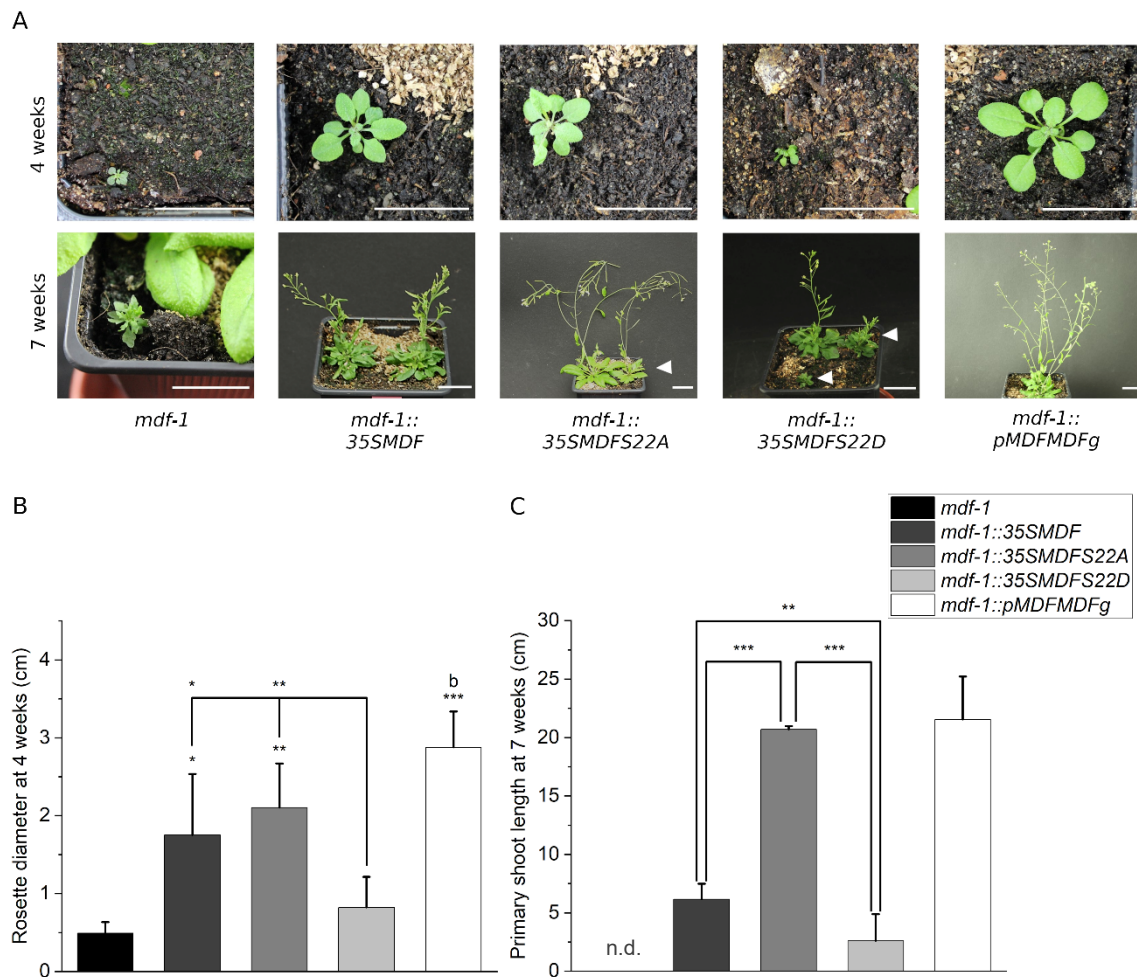 A
4 weeks
7 weeks
mdf-1
mdf-1::
35SMDF
mdf-1::
35SMDFS22A
mdf-1::
35SMDFS22D
mdf-1::
pMDFMDFg
B
Rosette diameter at 4 weeks (cm)
4
3
2
1
0
*
**
*
**
b
***
C
mdf-1
mdf-1::35SMDF
mdf-1::35SMDFS22A
mdf-1::35SMDFS22D
mdf-1::pMDFMDFg
Primary shoot length at 7 weeks (cm)
30
25
20
15
10
5
0
**
***
***
n.d.